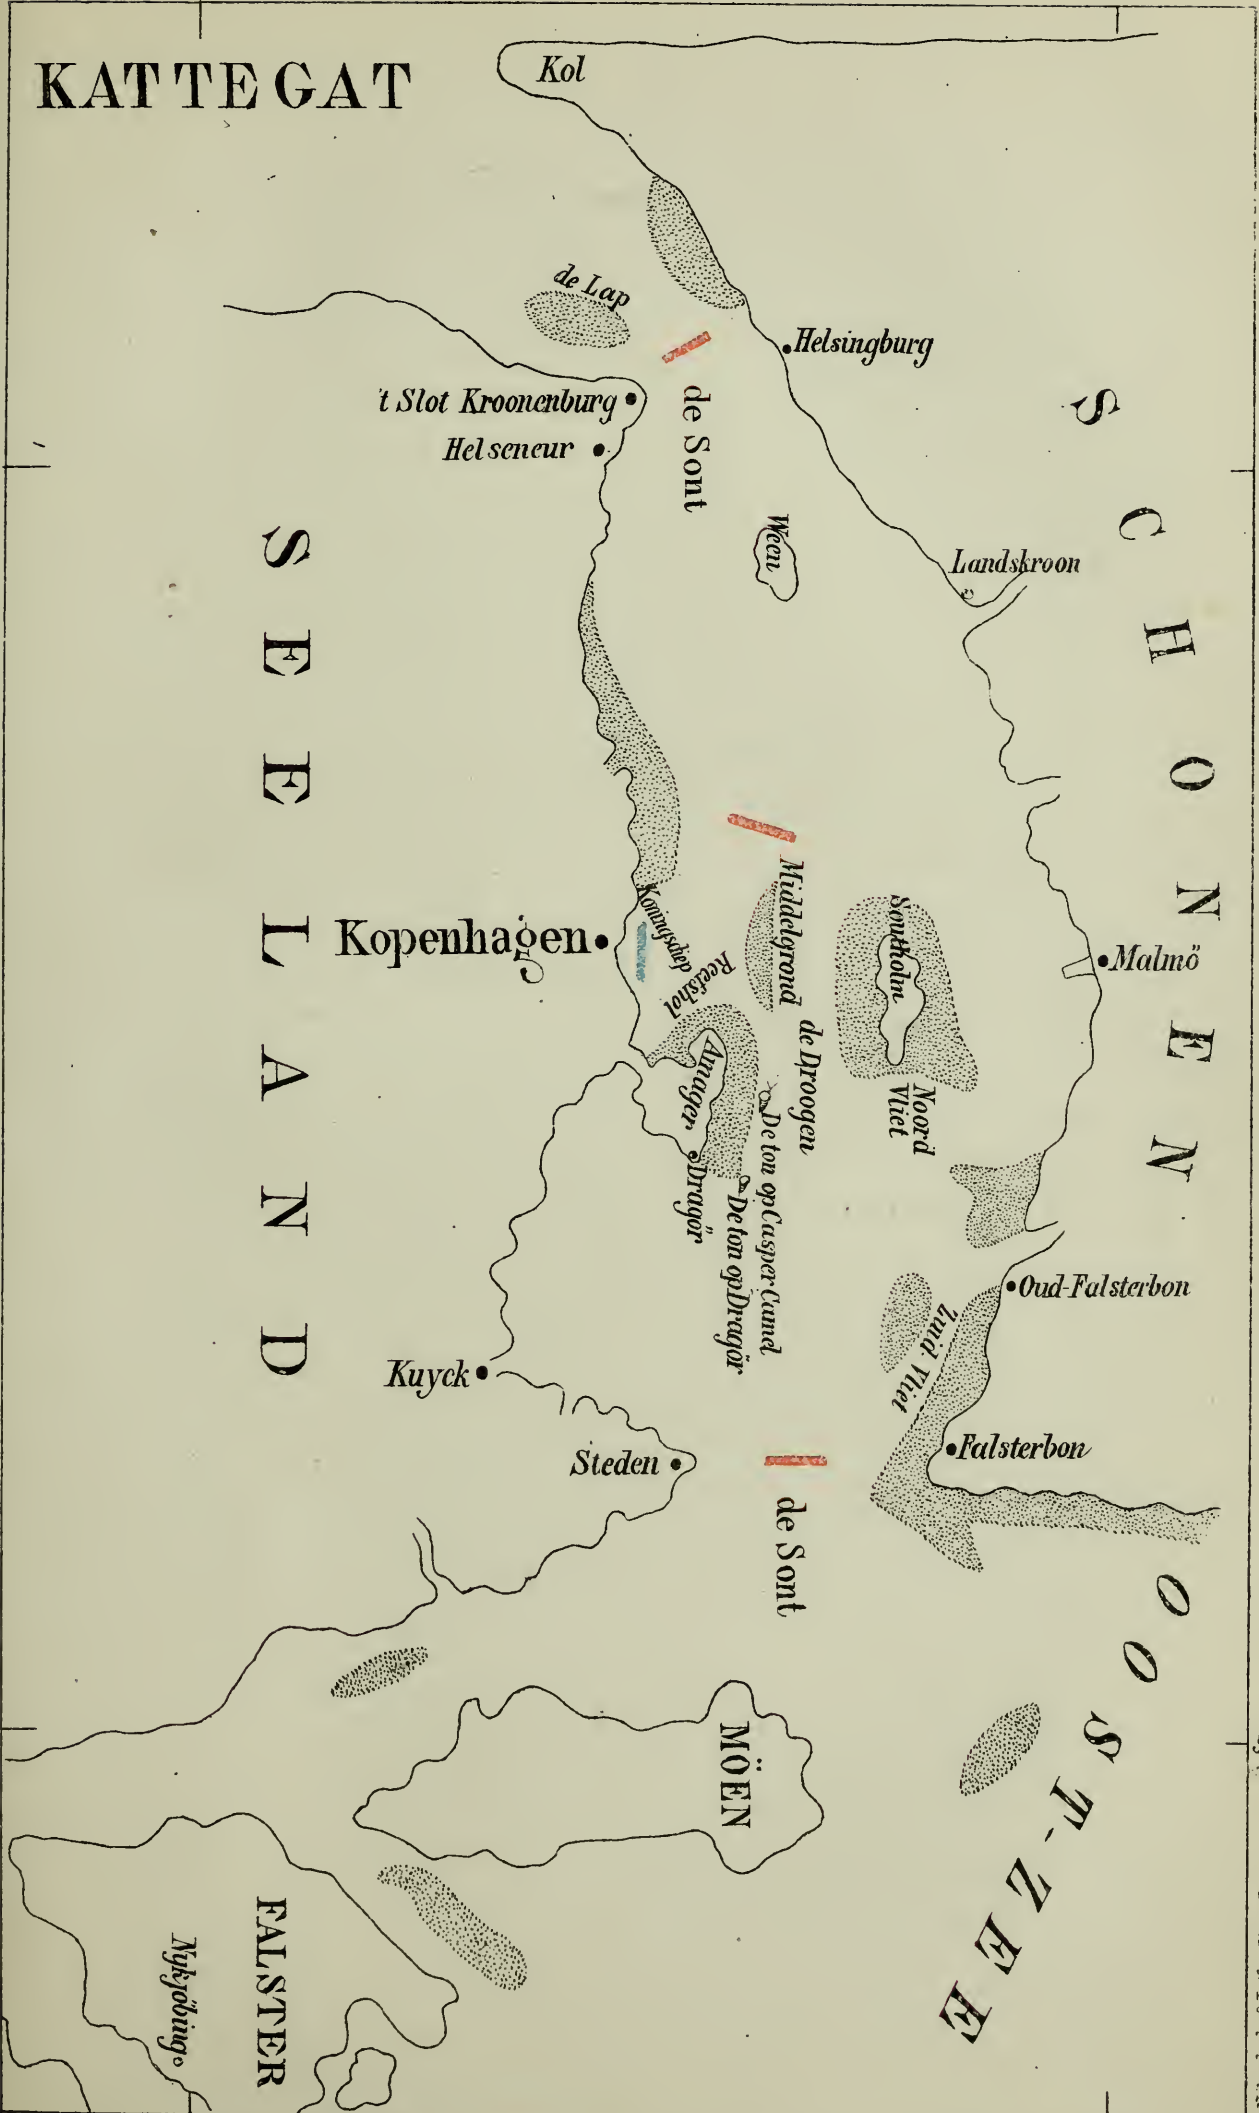 KATTEGAT
Kol
de Lap
Helsingburg
't Slot Kroonenburg
de Sont
Helseneur
SCHONEN
Ween
Landskroon
SEELAND
Middelgrond
Koningsdiep
Southolm
Kopenhagen
Malmö
Reefshol
de Droogen
Amager
Noord
Vliet
De ton op Casper Camel
Dragör
De ton op Dragör
Oud-Falsterbon
Zuid-Vliet
Kuyck
Falsterbon
Steden
de Sont
OOST-ZEE
MÖEN
FALSTER
Nykjöbing